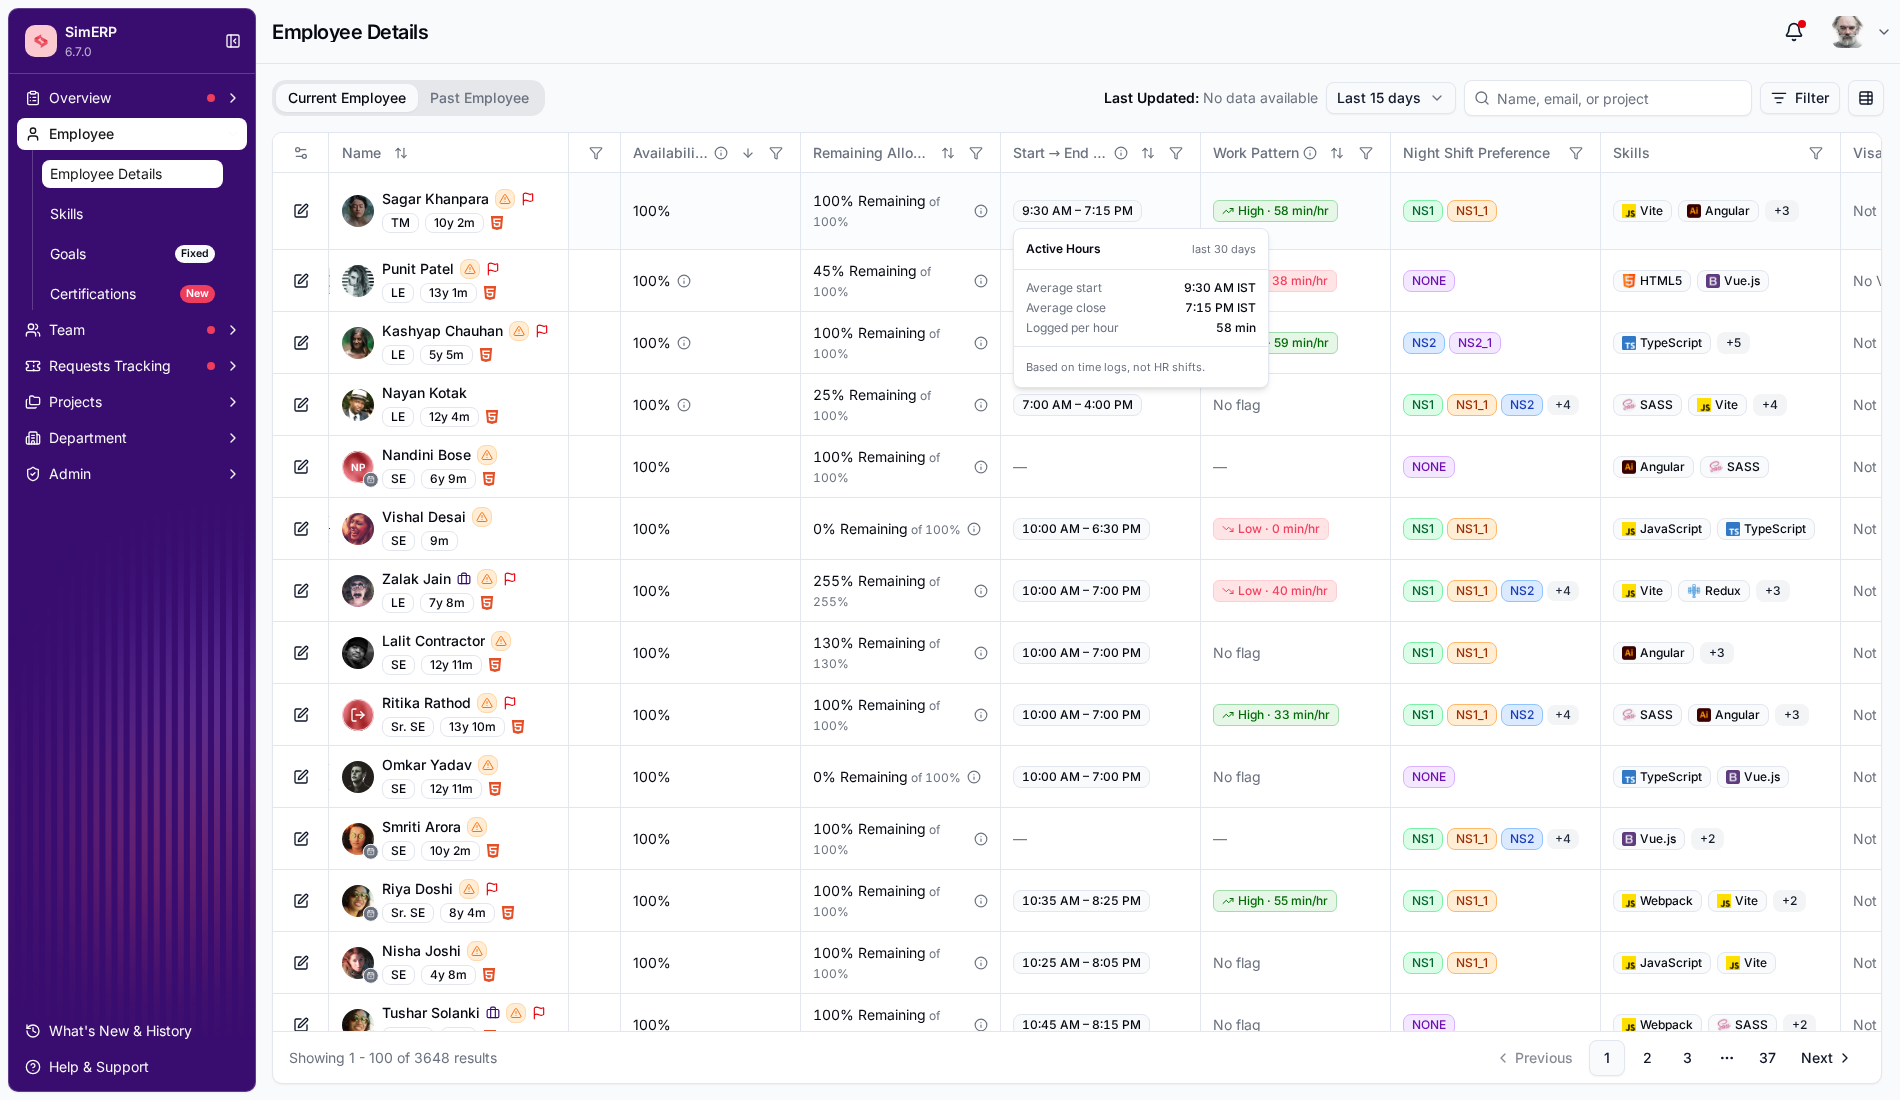 SimERP
6.7.0
Overview
Employee
Employee Details
Skills
Goals Fixed
Certifications New
Team
Requests Tracking
Projects
Department
Admin
What's New & History
Help & Support
Employee Details
Current Employee Past Employee
Last Updated: No data available Last 15 days Name, email, or project Filter
Name Availabili... Remaining Allo... Start → End ... Work Pattern Night Shift Preference Skills Visa
Sagar Khanpara
TM 10y 2m
100%
100% Remaining of
100%
9:30 AM – 7:15 PM
High · 58 min/hr
NS1 NS1_1
Vite Angular +3
Not
Active Hours last 30 days
Average start 9:30 AM IST
Average close 7:15 PM IST
Logged per hour 58 min
Based on time logs, not HR shifts.
Punit Patel
LE 13y 1m
100%
45% Remaining of
100%
38 min/hr
NONE
HTML5 Vue.js
No V
Kashyap Chauhan
LE 5y 5m
100%
100% Remaining of
100%
· 59 min/hr
NS2 NS2_1
TypeScript +5
Not
Nayan Kotak
LE 12y 4m
100%
25% Remaining of
100%
7:00 AM – 4:00 PM
No flag
NS1 NS1_1 NS2 +4
SASS Vite +4
Not
NP
Nandini Bose
SE 6y 9m
100%
100% Remaining of
100%
—
—
NONE
Angular SASS
Not
Vishal Desai
SE 9m
100%
0% Remaining of 100%
10:00 AM – 6:30 PM
Low · 0 min/hr
NS1 NS1_1
JavaScript TypeScript
Not
Zalak Jain
LE 7y 8m
100%
255% Remaining of
255%
10:00 AM – 7:00 PM
Low · 40 min/hr
NS1 NS1_1 NS2 +4
Vite Redux +3
Not
Lalit Contractor
SE 12y 11m
100%
130% Remaining of
130%
10:00 AM – 7:00 PM
No flag
NS1 NS1_1
Angular +3
Not
Ritika Rathod
Sr. SE 13y 10m
100%
100% Remaining of
100%
10:00 AM – 7:00 PM
High · 33 min/hr
NS1 NS1_1 NS2 +4
SASS Angular +3
Not
Omkar Yadav
SE 12y 11m
100%
0% Remaining of 100%
10:00 AM – 7:00 PM
No flag
NONE
TypeScript Vue.js
Not
Smriti Arora
SE 10y 2m
100%
100% Remaining of
100%
—
—
NS1 NS1_1 NS2 +4
Vue.js +2
Not
Riya Doshi
Sr. SE 8y 4m
100%
100% Remaining of
100%
10:35 AM – 8:25 PM
High · 55 min/hr
NS1 NS1_1
Webpack Vite +2
Not
Nisha Joshi
SE 4y 8m
100%
100% Remaining of
100%
10:25 AM – 8:05 PM
No flag
NS1 NS1_1
JavaScript Vite
Not
Tushar Solanki
100%
100% Remaining of
10:45 AM – 8:15 PM
No flag
NONE
Webpack SASS +2
Not
Showing 1 - 100 of 3648 results
Previous 1 2 3 ... 37 Next